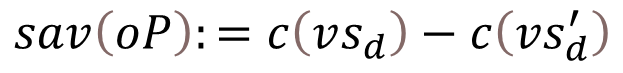 sav(oP): = c(vs_d) − c(vs′_d)